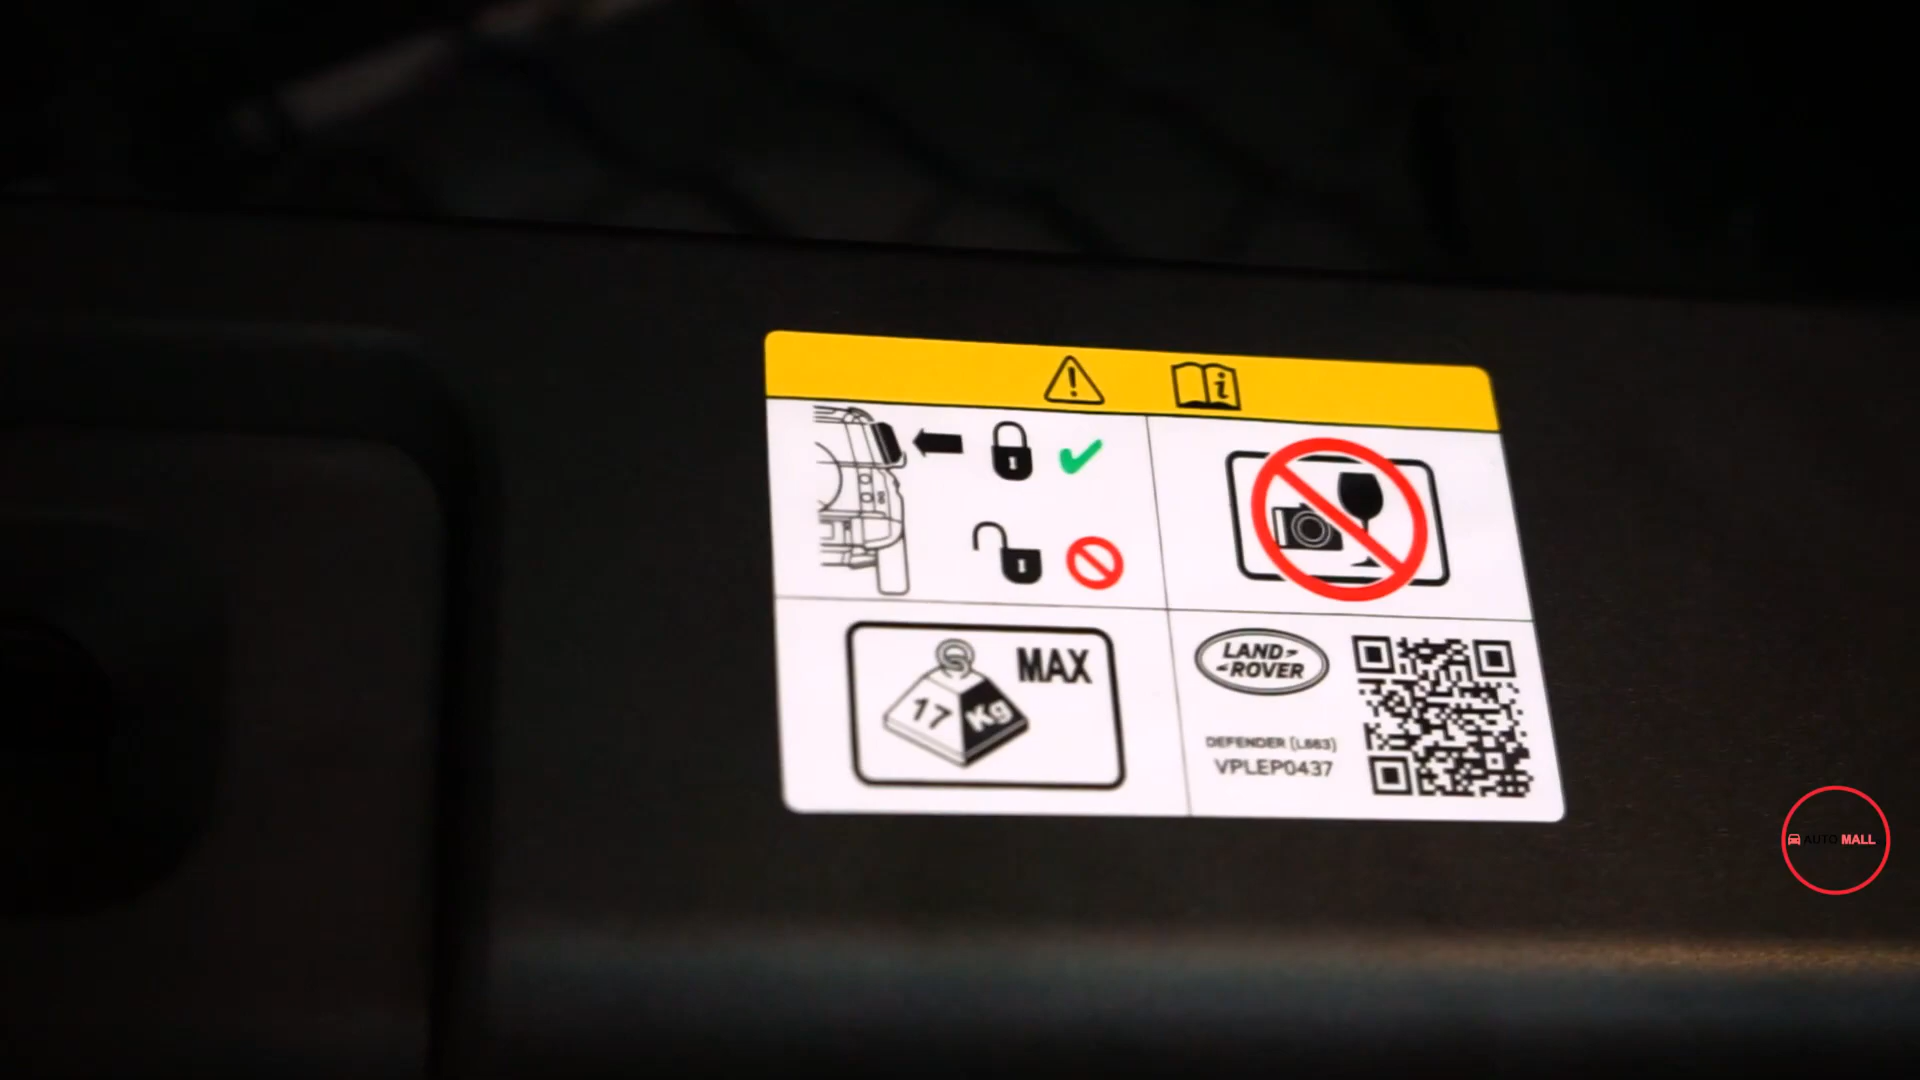 MAX
17 Kg
LAND
ROVER
DEFENDER (L663)
VPLEP0437
AUTO MALL